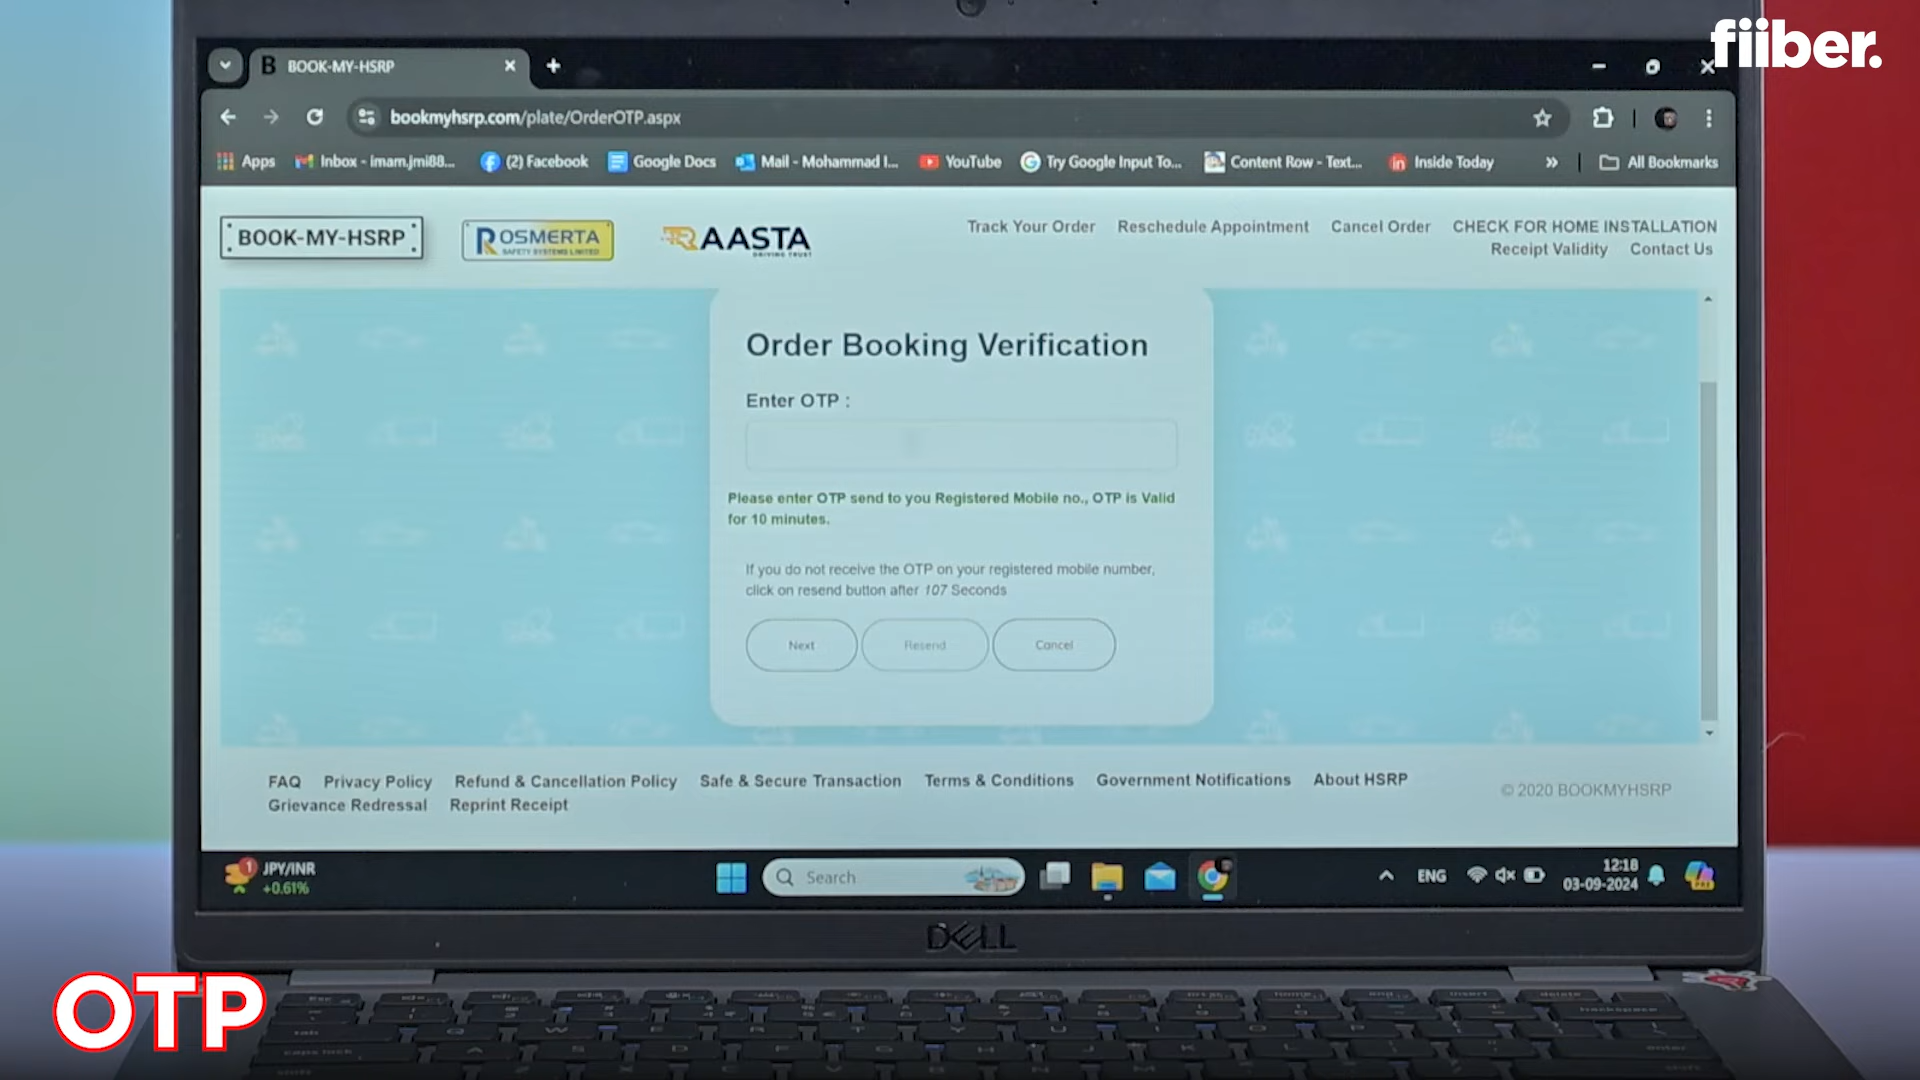 fiiber.
BOOK-MY-HSRP
bookmyhsrp.com/plate/OrderOTP.aspx
Apps Inbox - imam.jmi88... (2) Facebook Google Docs Mail - Mohammad I... YouTube Try Google Input To... Content Row - Text... Inside Today » All Bookmarks
BOOK-MY-HSRP
ROSMERTA
SAFETY SYSTEMS LIMITED
AASTA
DRIVING TRUST
Track Your Order Reschedule Appointment Cancel Order CHECK FOR HOME INSTALLATION
Receipt Validity Contact Us
Order Booking Verification
Enter OTP :
Please enter OTP send to you Registered Mobile no., OTP is Valid
for 10 minutes.
If you do not receive the OTP on your registered mobile number,
click on resend button after 107 Seconds
Next Resend Cancel
FAQ Privacy Policy Refund & Cancellation Policy Safe & Secure Transaction Terms & Conditions Government Notifications About HSRP
Grievance Redressal Reprint Receipt
© 2020 BOOKMYHSRP
1 JPY/INR
+0.61%
Search
ENG
12:18
03-09-2024
DELL
OTP